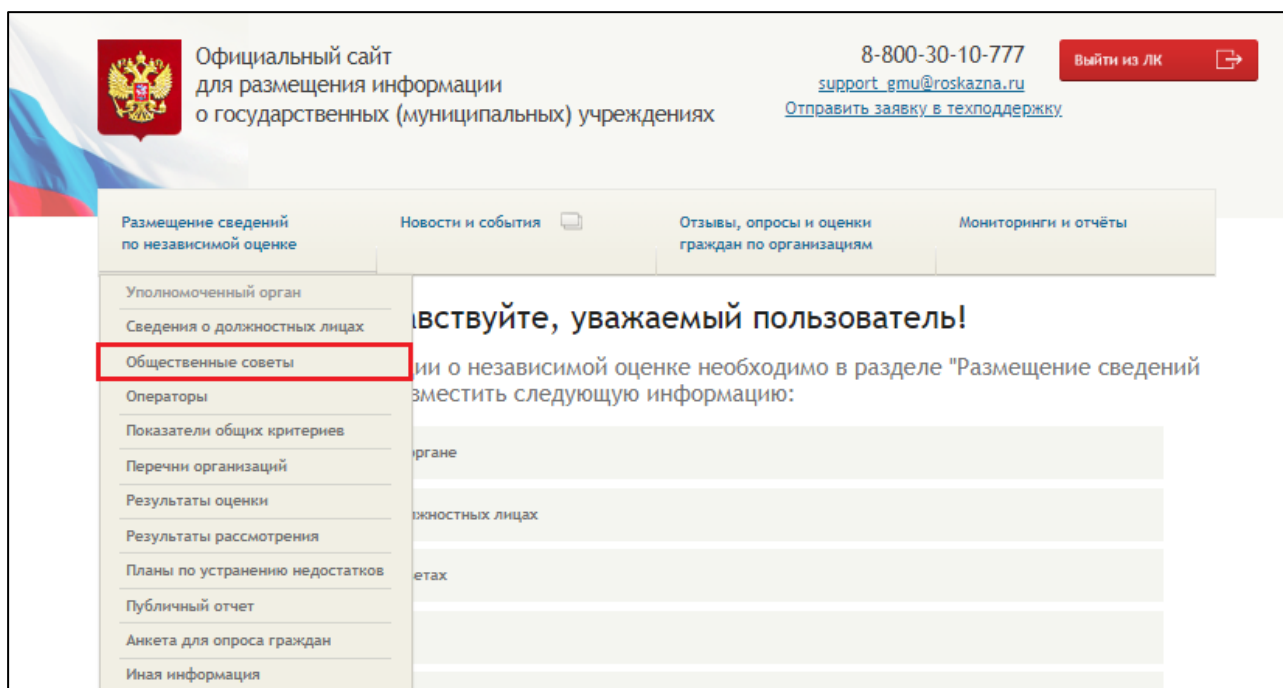 Официальный сайт
для размещения информации
о государственных (муниципальных) учреждениях
8-800-30-10-777
support_gmu@roskazna.ru
Отправить заявку в техподдержку
Выйти из ЛК
Размещение сведений
по независимой оценке
Новости и события
Отзывы, опросы и оценки
граждан по организациям
Мониторинги и отчёты
Уполномоченный орган
Сведения о должностных лицах
Общественные советы
Операторы
Показатели общих критериев
Перечни организаций
Результаты оценки
Результаты рассмотрения
Планы по устранению недостатков
Публичный отчет
Анкета для опроса граждан
Иная информация
авствуйте, уважаемый пользователь!
ии о независимой оценке необходимо в разделе "Размещение сведений
зместить следующую информацию:
органе
лжностных лицах
етах